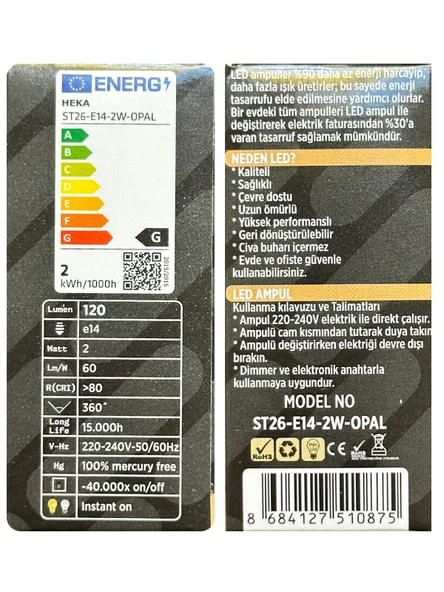 ENERG
HEKA
ST26-E14-2W-OPAL
A
B
C
D
E
F
G
G
2
kWh/1000h
2019/2015
Lumen 120
e14
Watt 2
Lm/W 60
R(CRI) >80
360°
Long Life 15.000h
V-Hz 220-240V-50/60Hz
Hg 100% mercury free
-40.000x on/off
Instant on
LED ampuller %90 daha az enerji harcayıp,
daha fazla ışık üretirler; bu sayede enerji
tasarrufu elde edilmesine yardımcı olurlar.
Bir evdeki tüm ampulleri LED ampul ile
değiştirerek elektrik faturasından %30'a
varan tasarruf sağlamak mümkündür.
NEDEN LED?
* Kaliteli
* Sağlıklı
* Çevre dostu
* Uzun ömürlü
* Yüksek performanslı
* Geri dönüştürülebilir
* Civa buharı içermez
* Evde ve ofiste güvenle
kullanabilirsiniz.
LED AMPUL
Kullanma kılavuzu ve Talimatları
* Ampul 220-240V elektrik ile direkt çalışır.
* Ampulü cam kısmından tutarak duya takın
* Ampulü değiştirirken elektriği devre dışı
bırakın.
* Dimmer ve elektronik anahtarla
kullanmaya uygundur.
MODEL NO
ST26-E14-2W-OPAL
RoHS
CE
RoHS
8 684127 510875